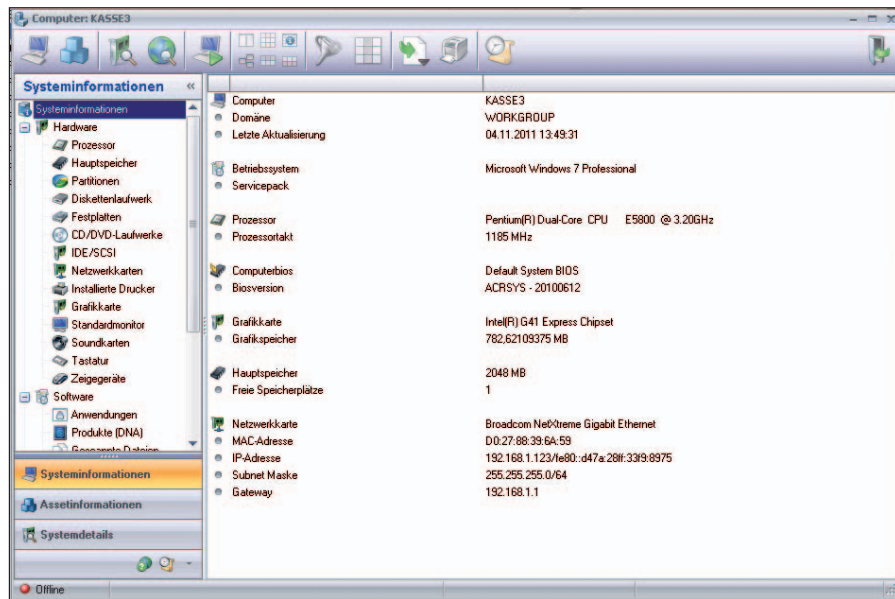 Computer: KASSE3
Systeminformationen «
Systeminformationen
Hardware
Prozessor
Hauptspeicher
Partitionen
Diskettenlaufwerk
Festplatten
CD/DVD-Laufwerke
IDE/SCSI
Netzwerkkarten
Installierte Drucker
Grafikkarte
Standardmonitor
Soundkarten
Tastatur
Zeigegeräte
Software
Anwendungen
Produkte (DNA)
Gescannte Dateien
Systeminformationen
Assetinformationen
Systemdetails
Offline
Computer KASSE3
Domäne WORKGROUP
Letzte Aktualisierung 04.11.2011 13:49:31
Betriebssystem Microsoft Windows 7 Professional
Servicepack
Prozessor Pentium(R) Dual-Core CPU E5800 @ 3.20GHz
Prozessortakt 1185 MHz
Computerbios Default System BIOS
Biosversion ACRSYS - 20100612
Grafikkarte Intel(R) G41 Express Chipset
Grafikspeicher 782,62109375 MB
Hauptspeicher 2048 MB
Freie Speicherplätze 1
Netzwerkkarte Broadcom NetXtreme Gigabit Ethernet
MAC-Adresse D0:27:88:39:6A:59
IP-Adresse 192.168.1.123/fe80::d47a:28ff:33f9:8975
Subnet Maske 255.255.255.0/64
Gateway 192.168.1.1